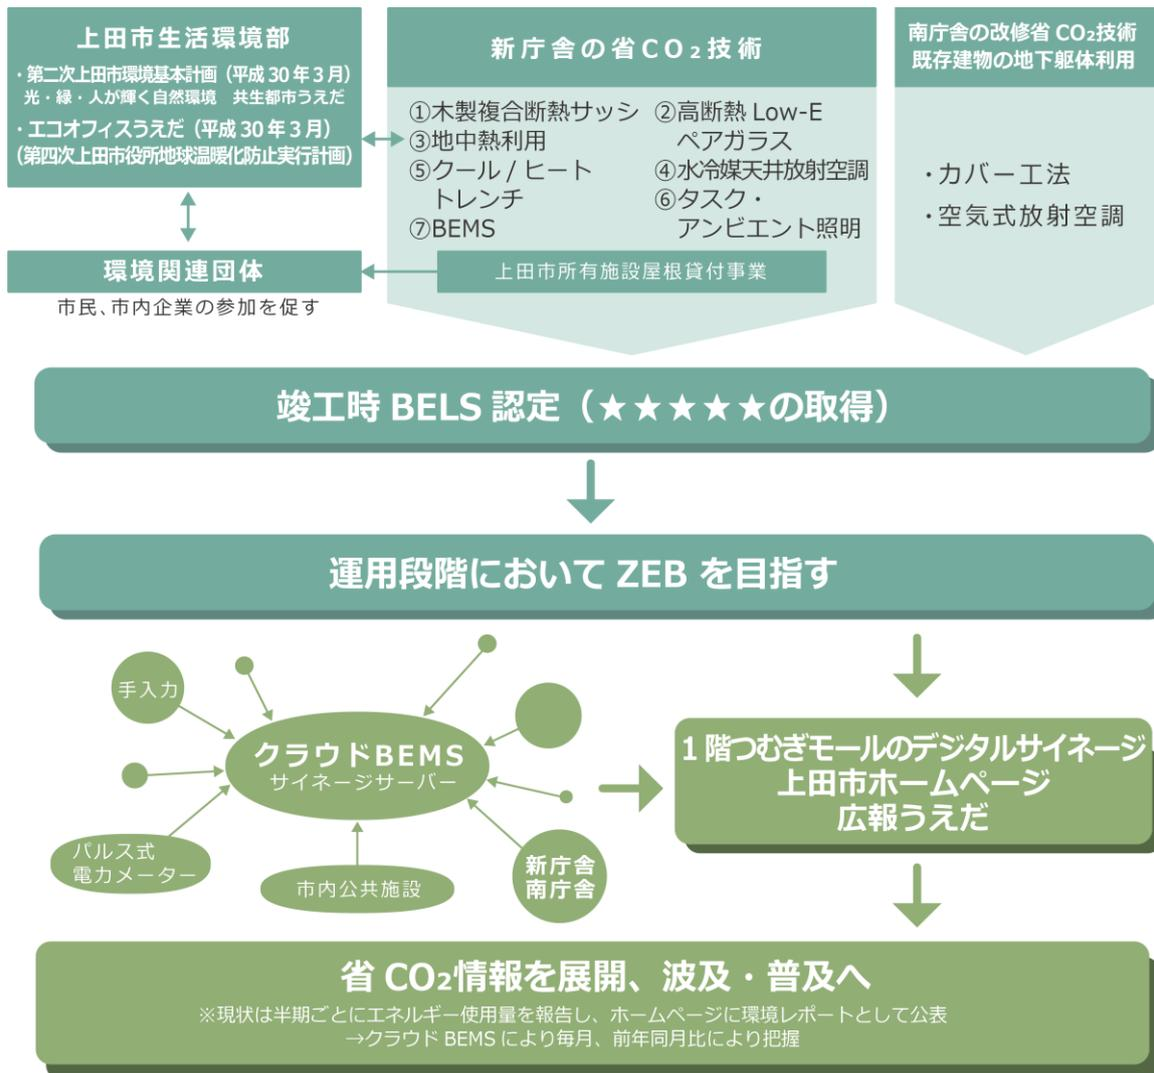 上田市生活環境部
・第二次上田市環境基本計画（平成30年3月）
光・緑・人が輝く自然環境　共生都市うえだ
・エコオフィスうえだ（平成30年3月）
（第四次上田市役所地球温暖化防止実行計画）
環境関連団体
市民、市内企業の参加を促す
新庁舎の省CO₂技術
①木製複合断熱サッシ
②高断熱Low-E
ペアガラス
③地中熱利用
④水冷媒天井放射空調
⑤クール/ヒート
トレンチ
⑥タスク・
アンビエント照明
⑦BEMS
上田市所有施設屋根貸付事業
南庁舎の改修省CO₂技術
既存建物の地下躯体利用
・カバー工法
・空気式放射空調
竣工時BELS認定（★★★★★の取得）
運用段階においてZEBを目指す
手入力
クラウドBEMS
サイネージサーバー
パルス式
電力メーター
市内公共施設
新庁舎
南庁舎
1階つむぎモールのデジタルサイネージ
上田市ホームページ
広報うえだ
省CO₂情報を展開、波及・普及へ
※現状は半期ごとにエネルギー使用量を報告し、ホームページに環境レポートとして公表
→クラウドBEMSにより毎月、前年同月比により把握